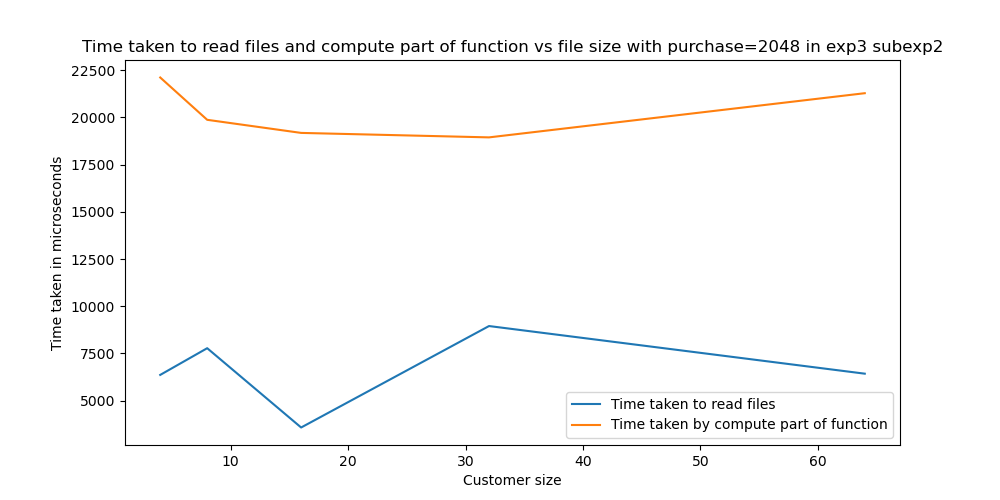 Time taken to read files and compute part of function vs file size with purchase=2048 in exp3 subexp2
Time taken in microseconds
22500
20000
17500
15000
12500
10000
7500
5000
Time taken to read files
Time taken by compute part of function
10 20 30 40 50 60
Customer size